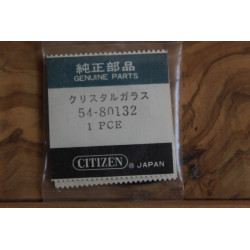 純正部品
GENUINE PARTS
クリスタルガラス
54-80132
1 PCE
CITIZEN
® JAPAN